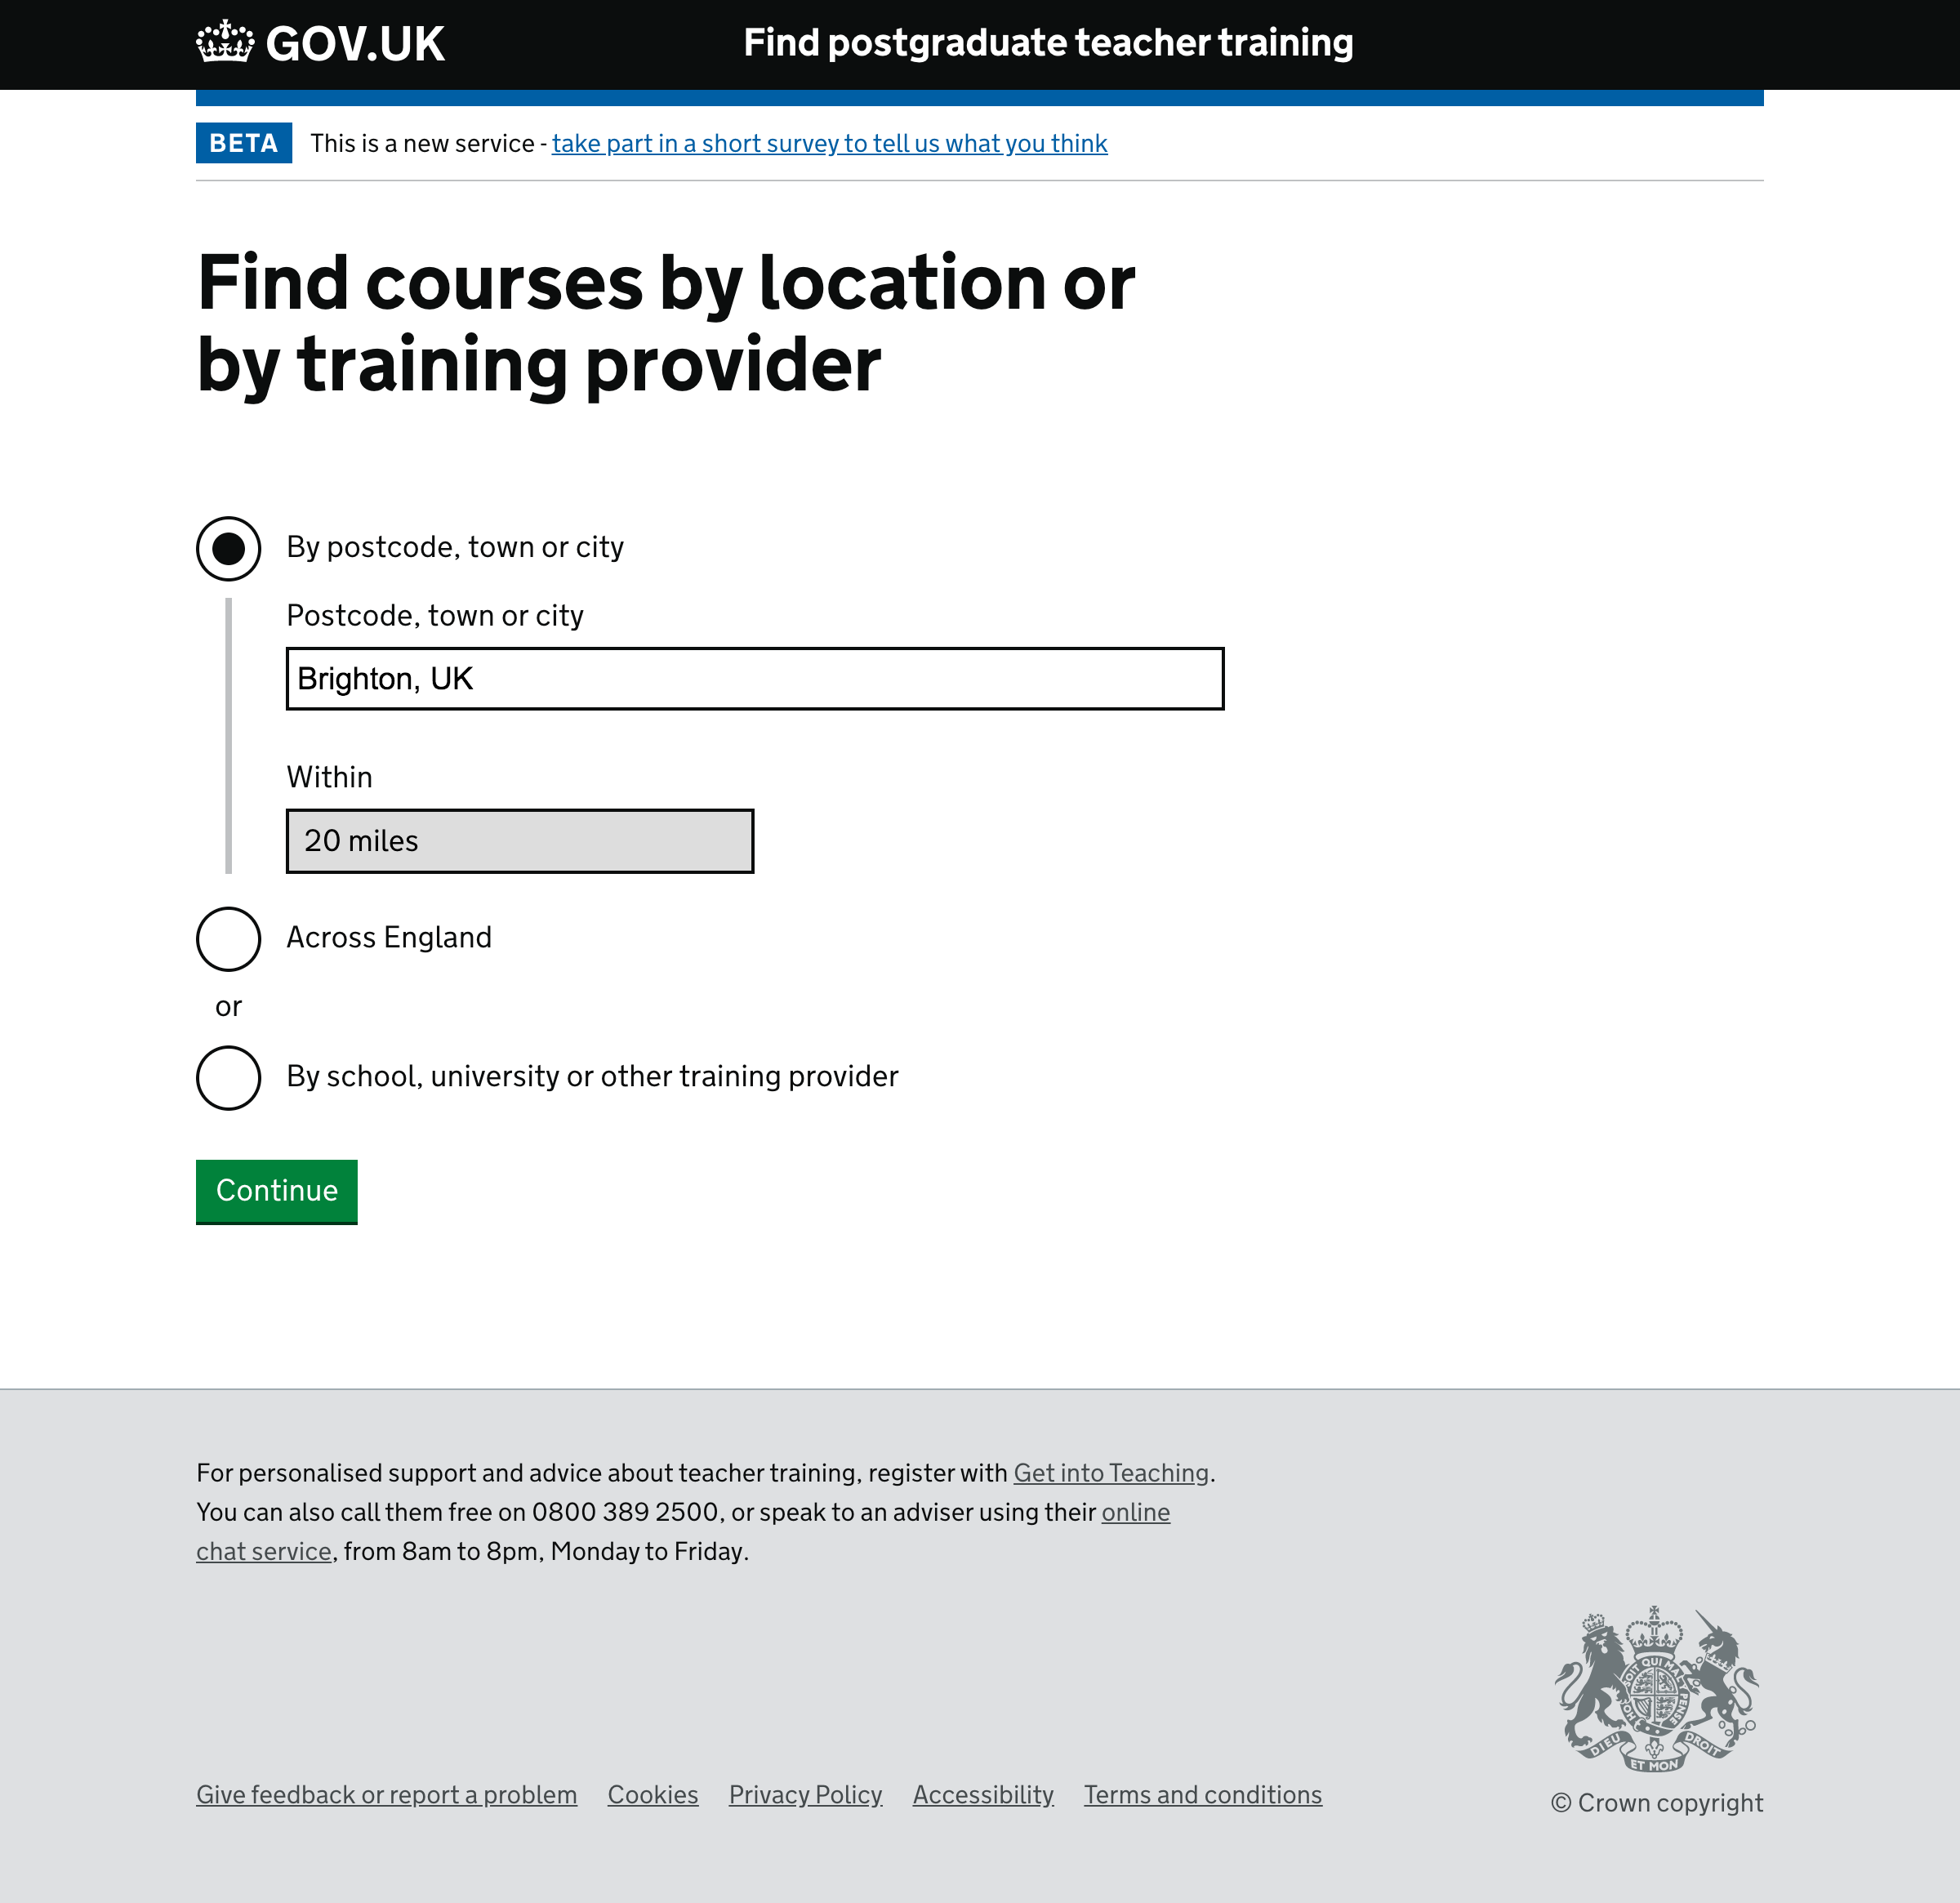 GOV.UK
Find postgraduate teacher training
BETA This is a new service - take part in a short survey to tell us what you think
Find courses by location or
by training provider
By postcode, town or city
Postcode, town or city
Brighton, UK
Within
20 miles
Across England
or
By school, university or other training provider
Continue
For personalised support and advice about teacher training, register with Get into Teaching.
You can also call them free on 0800 389 2500, or speak to an adviser using their online
chat service, from 8am to 8pm, Monday to Friday.
DIEU ET MON DROIT
Give feedback or report a problem Cookies Privacy Policy Accessibility Terms and conditions
© Crown copyright